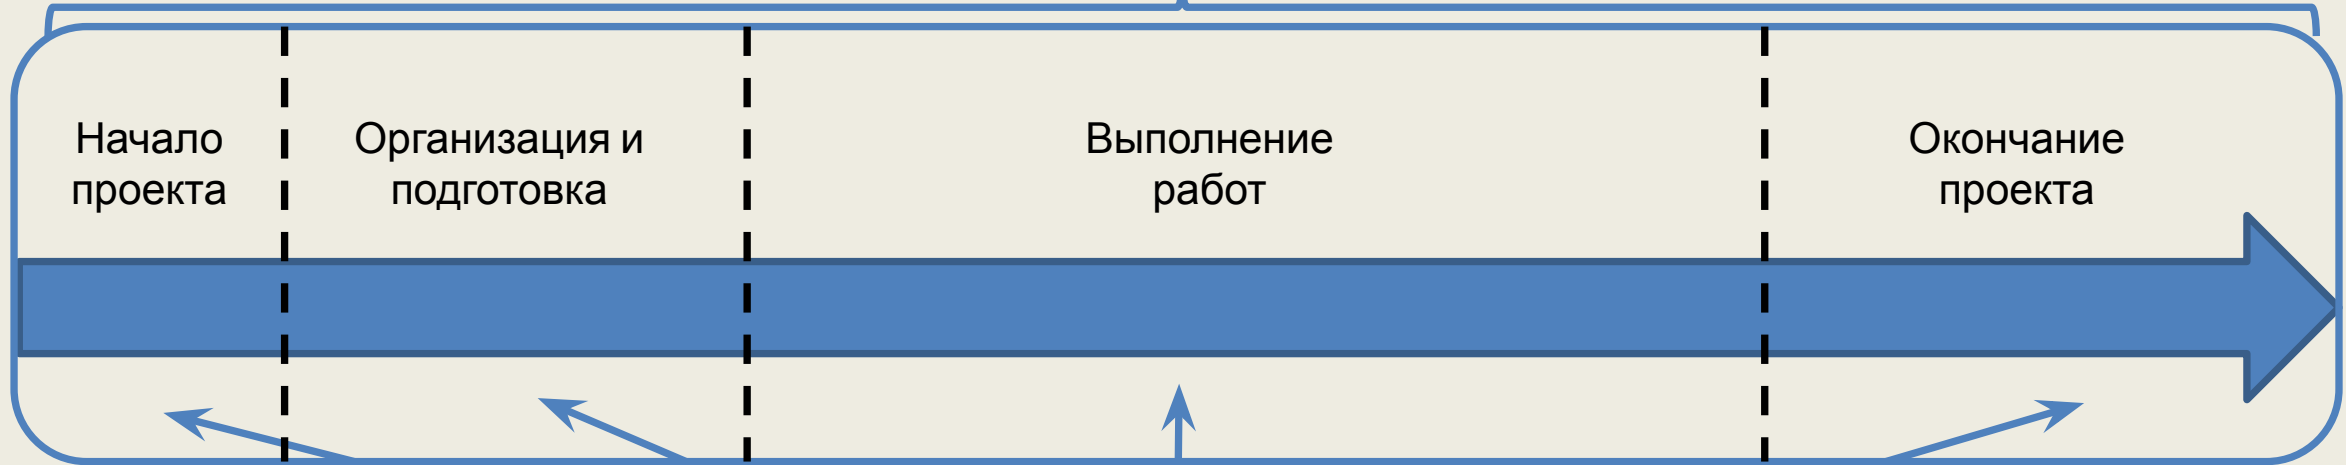 Начало
проекта
Организация и
подготовка
Выполнение
работ
Окончание
проекта